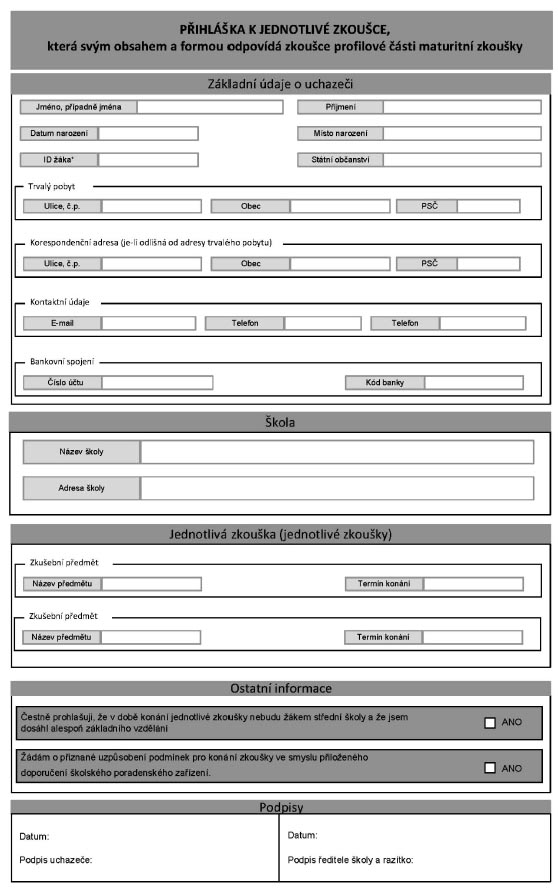 PŘIHLÁŠKA K JEDNOTLIVÉ ZKOUŠCE,
která svým obsahem a formou odpovídá zkoušce profilové části maturitní zkoušky
Základní údaje o uchazeči
Jméno, případně jména
Příjmení
Datum narození
Místo narození
ID žáka*
Státní občanství
Trvalý pobyt
Ulice, č.p.
Obec
PSČ
Korespondenční adresa (je-li odlišná od adresy trvalého pobytu)
Ulice, č.p.
Obec
PSČ
Kontaktní údaje
E-mail
Telefon
Telefon
Bankovní spojení
Číslo účtu
Kód banky
Škola
Název školy
Adresa školy
Jednotlivá zkouška (jednotlivé zkoušky)
Zkušební předmět
Název předmětu
Termín konání
Zkušební předmět
Název předmětu
Termín konání
Ostatní informace
Čestně prohlašuji, že v době konání jednotlivé zkoušky nebudu žákem střední školy a že jsem
dosáhl alespoň základního vzdělání
ANO
Žádám o přiznané uzpůsobení podmínek pro konání zkoušky ve smyslu přiloženého
doporučení školského poradenského zařízení.
ANO
Podpisy
Datum:
Podpis uchazeče:
Datum:
Podpis ředitele školy a razítko: